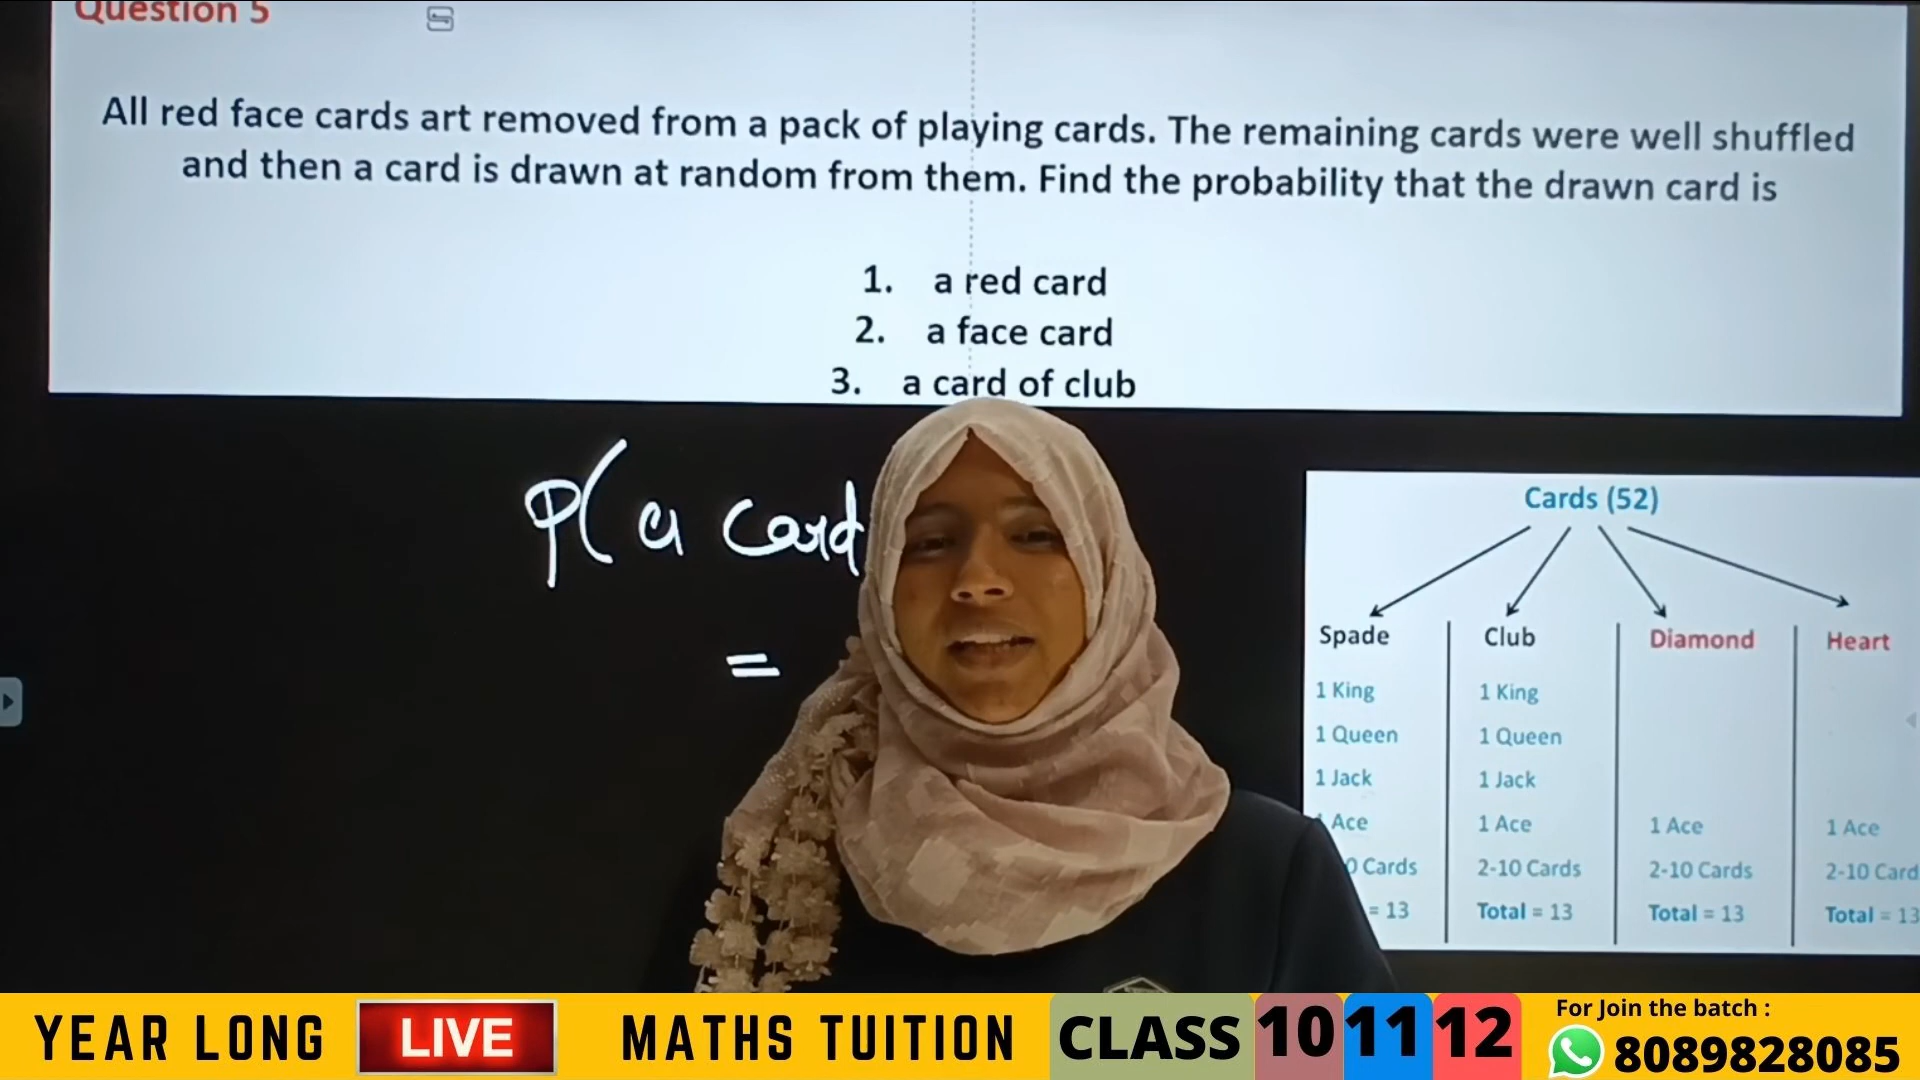 Question 5
All red face cards art removed from a pack of playing cards. The remaining cards were well shuffled
and then a card is drawn at random from them. Find the probability that the drawn card is
1. a red card
2. a face card
3. a card of club
P( a card
=
Cards (52)
Spade Club Diamond Heart
1 King 1 King
1 Queen 1 Queen
1 Jack 1 Jack
Ace 1 Ace 1 Ace 1 Ace
0 Cards 2-10 Cards 2-10 Cards 2-10 Card
= 13 Total = 13 Total = 13 Total = 13
YEAR LONG LIVE MATHS TUITION CLASS 10 11 12
For Join the batch :
8089828085